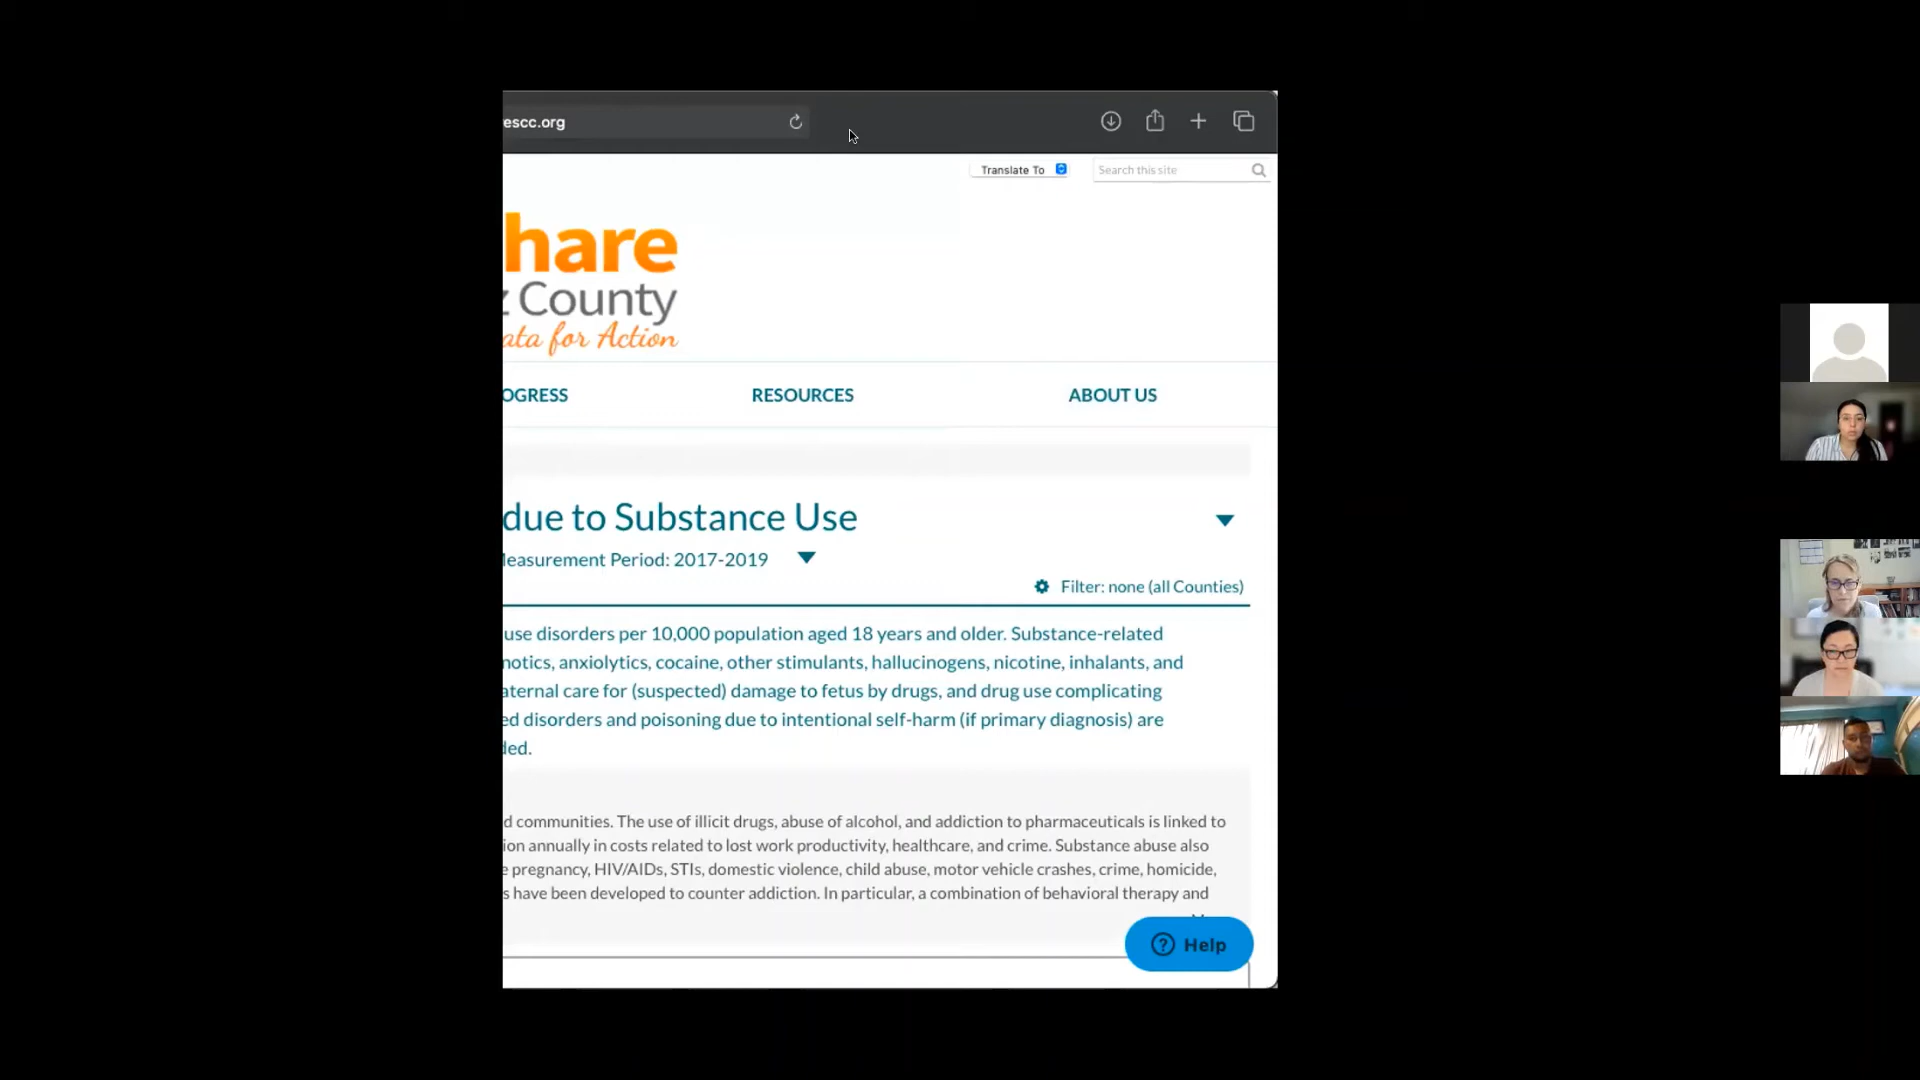 escc.org
Translate To
Search this site
hare
z County
ata for Action
OGRESS
RESOURCES
ABOUT US
due to Substance Use
Measurement Period: 2017-2019
Filter: none (all Counties)
use disorders per 10,000 population aged 18 years and older. Substance-related
notics, anxiolytics, cocaine, other stimulants, hallucinogens, nicotine, inhalants, and
aternal care for (suspected) damage to fetus by drugs, and drug use complicating
ed disorders and poisoning due to intentional self-harm (if primary diagnosis) are
ded.
d communities. The use of illicit drugs, abuse of alcohol, and addiction to pharmaceuticals is linked to
ion annually in costs related to lost work productivity, healthcare, and crime. Substance abuse also
e pregnancy, HIV/AIDs, STIs, domestic violence, child abuse, motor vehicle crashes, crime, homicide,
s have been developed to counter addiction. In particular, a combination of behavioral therapy and
Help